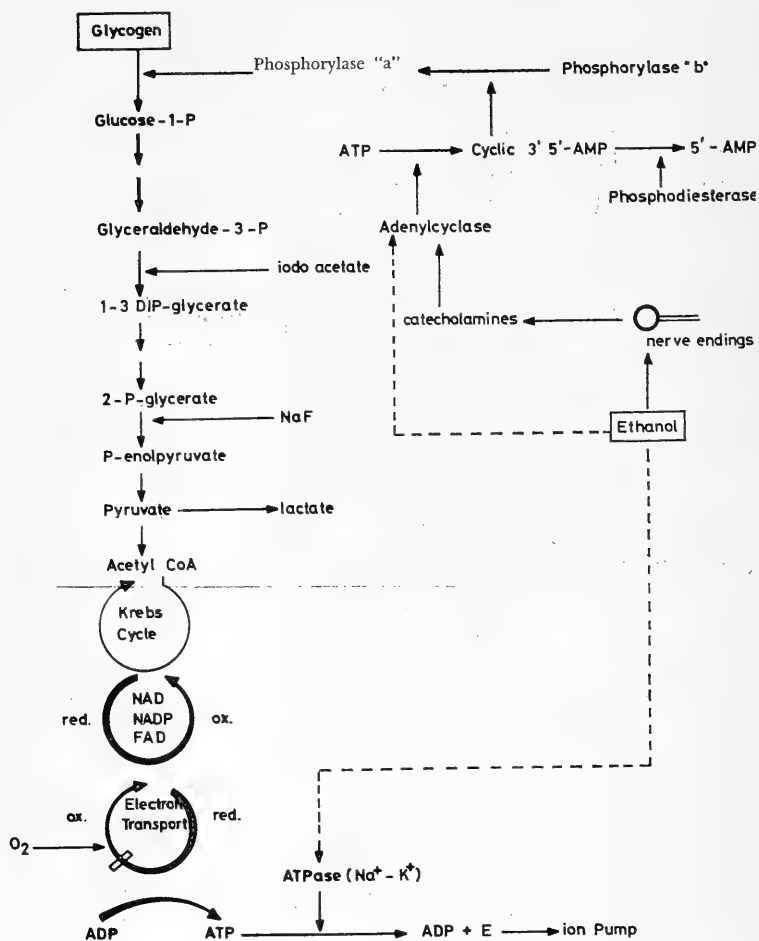 Glycogen
Phosphorylase "a"
Phosphorylase "b"
Glucose-1-P
ATP
Cyclic 3' 5'-AMP
5'-AMP
Phosphodiesterase
Glyceraldehyde-3-P
Adenylcyclase
iodo acetate
1-3 DIP-glycerate
catecholamines
nerve endings
2-P-glycerate
NaF
Ethanol
P-enolpyruvate
Pyruvate
lactate
Acetyl CoA
Krebs
Cycle
red.
NAD
NADP
FAD
ox.
ox.
Electron
Transport
red.
O2
ATPase (Na+ - K+)
ADP
ATP
ADP + E
ion Pump